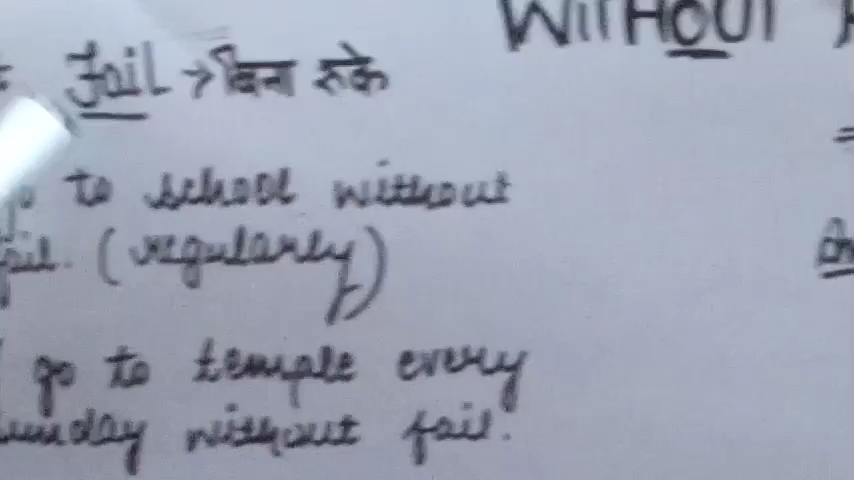 WITHOUT
Fail → बिना रुके
to school without
fail. (regularly)
I go to temple every
Sunday without fail.